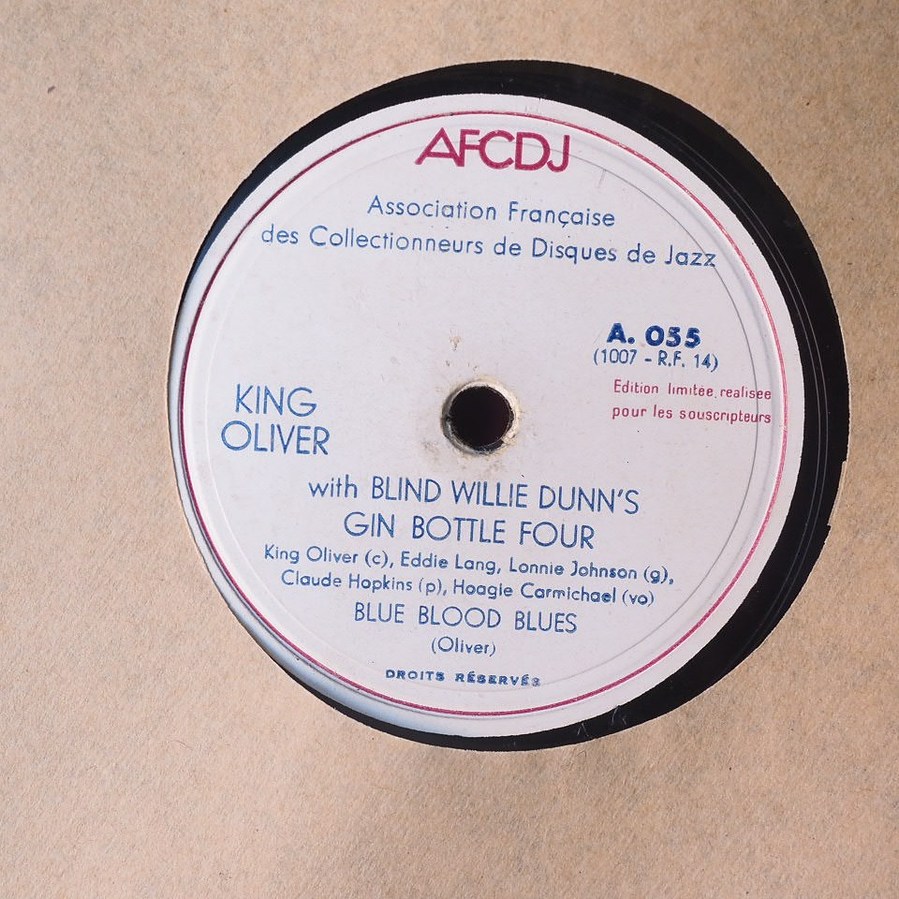 AFCDJ
Association Française
des Collectionneurs de Disques de Jazz
A. 035
(1007 - R.F. 14)
Edition limitée, realisée
pour les souscripteurs
KING
OLIVER
with BLIND WILLIE DUNN'S
GIN BOTTLE FOUR
King Oliver (c), Eddie Lang, Lonnie Johnson (g),
Claude Hopkins (p), Hoagie Carmichael (vo)
BLUE BLOOD BLUES
(Oliver)
DROITS RÉSERVÉS